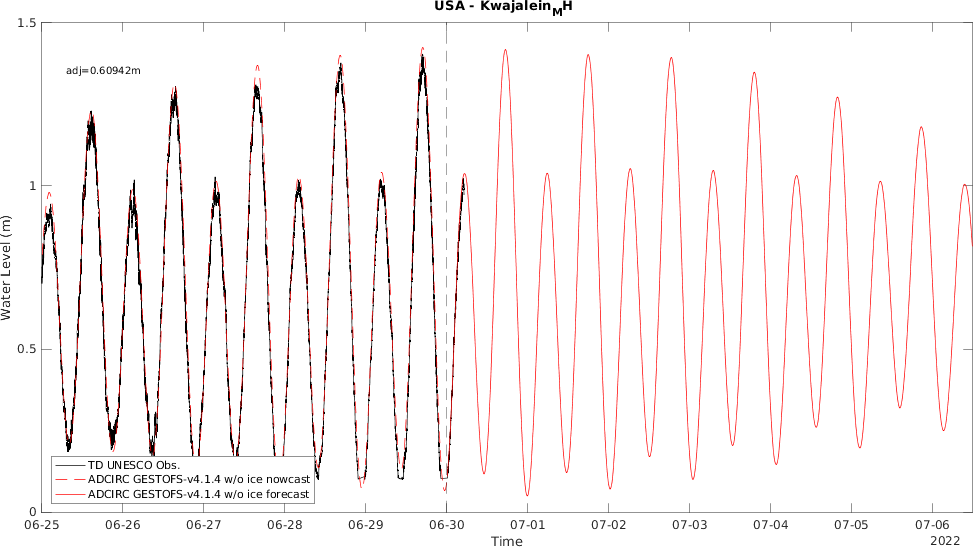 USA - Kwajalein_MH
1.5
adj=0.60942m
1
Water Level (m)
0.5
TD UNESCO Obs.
ADCIRC GESTOFS-v4.1.4 w/o ice nowcast
ADCIRC GESTOFS-v4.1.4 w/o ice forecast
0
06-25 06-26 06-27 06-28 06-29 06-30 07-01 07-02 07-03 07-04 07-05 07-06
Time 2022